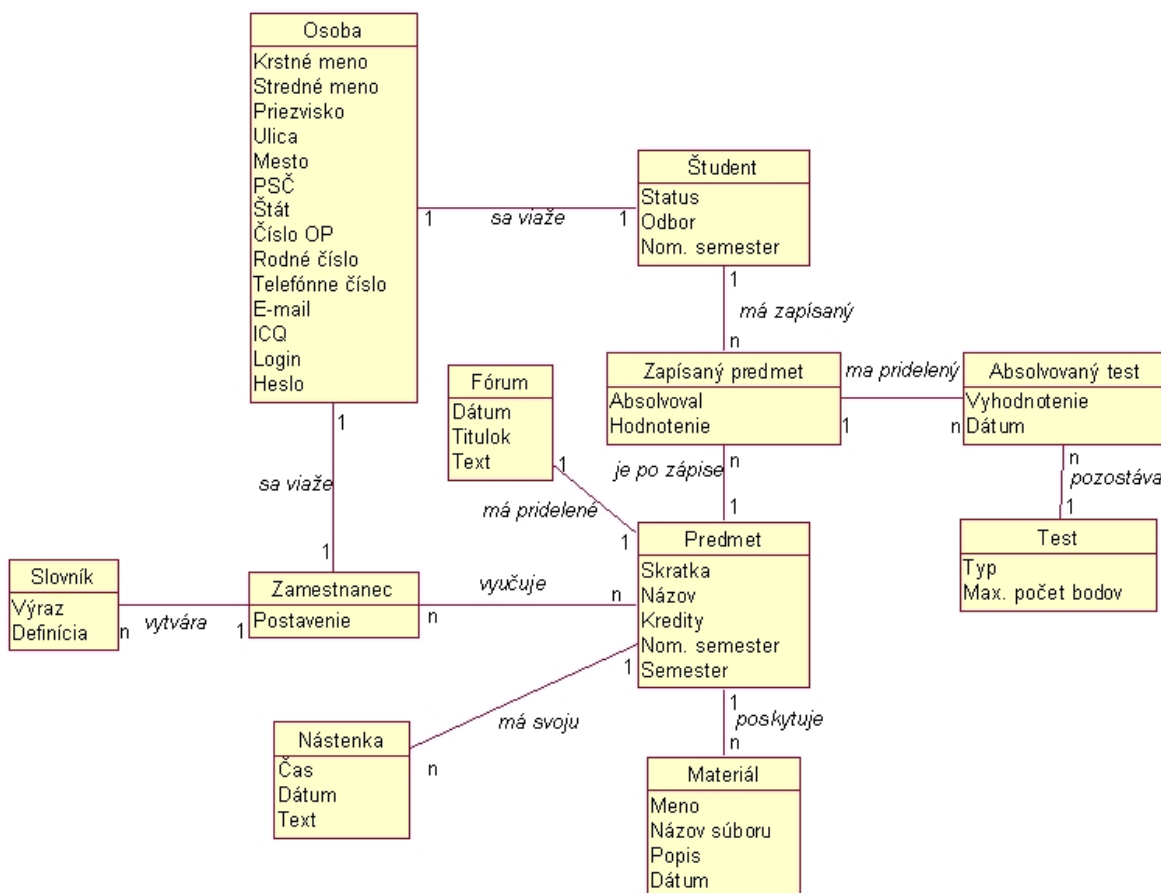 Osoba
Krstné meno
Stredné meno
Priezvisko
Ulica
Mesto
PSČ
Štát
Číslo OP
Rodné číslo
Telefónne číslo
E-mail
ICQ
Login
Heslo
1
sa viaže
1
Študent
Status
Odbor
Nom. semester
1
má zapísaný
n
Zapísaný predmet
Absolvoval
Hodnotenie
ma pridelený
1
n
Absolvovaný test
Vyhodnotenie
Dátum
n
pozostáva
1
Test
Typ
Max. počet bodov
Fórum
Dátum
Titulok
Text
1
má pridelené
1
n
je po zápise
1
Predmet
Skratka
Názov
Kredity
Nom. semester
Semester
1
sa viaže
1
Slovník
Výraz
Definícia
n
vytvára
1
Zamestnanec
Postavenie
vyučuje
n
n
1
má svoju
n
Nástenka
Čas
Dátum
Text
1
poskytuje
n
Materiál
Meno
Názov súboru
Popis
Dátum